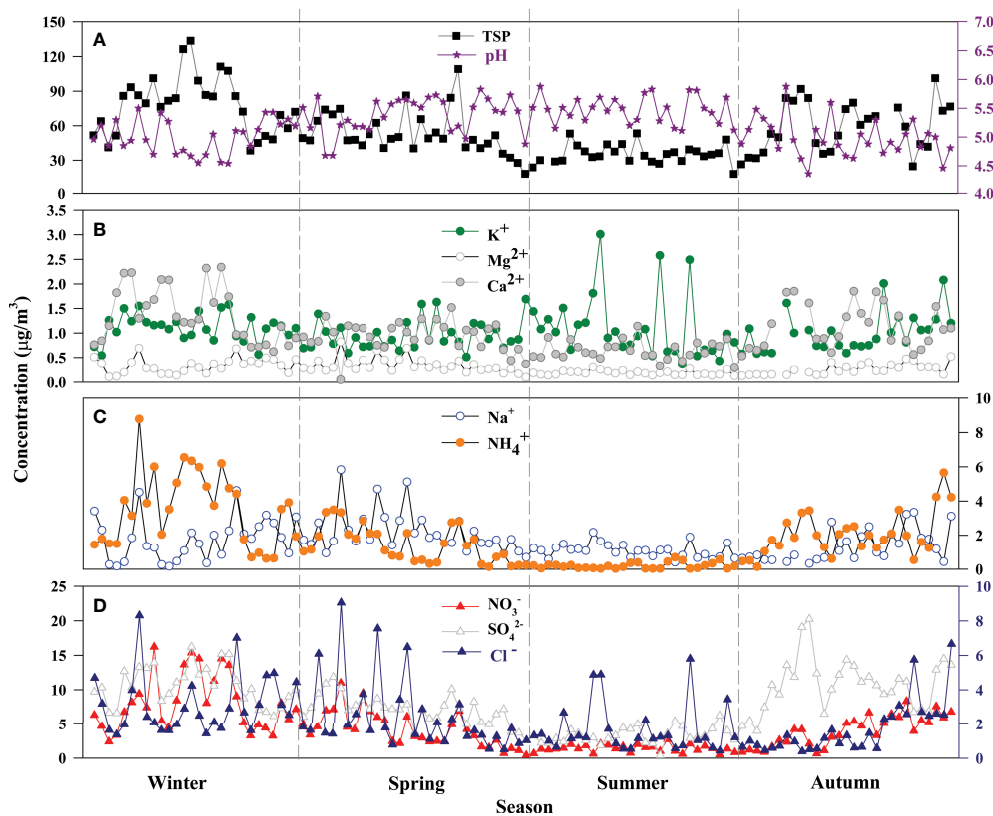 A
TSP
pH
150
120
90
60
30
0
7.0
6.5
6.0
5.5
5.0
4.5
4.0
B
K⁺
Mg²⁺
Ca²⁺
3.5
3.0
2.5
2.0
1.5
1.0
0.5
0.0
C
Na⁺
NH₄⁺
10
8
6
4
2
0
D
NO₃⁻
SO₄²⁻
Cl⁻
25
20
15
10
5
0
10
8
6
4
2
0
Concentration (μg/m³)
Winter Spring Summer Autumn
Season